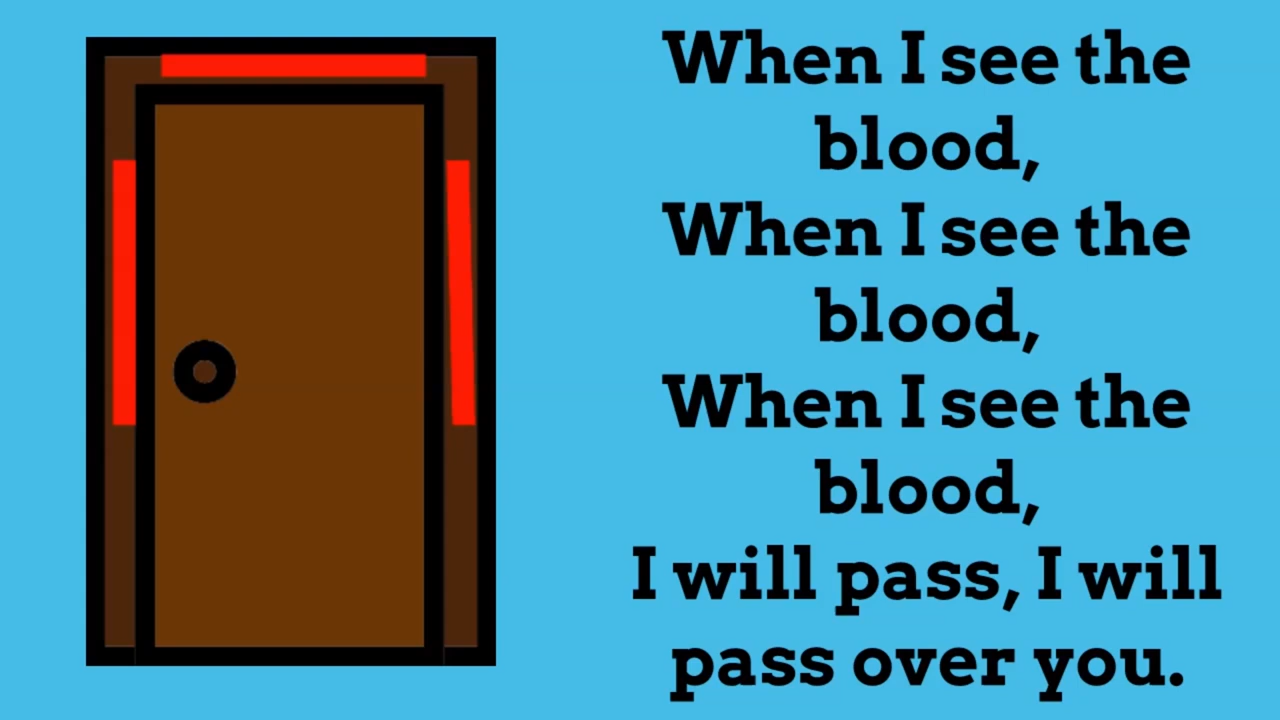 When I see the
blood,
When I see the
blood,
When I see the
blood,
I will pass, I will
pass over you.